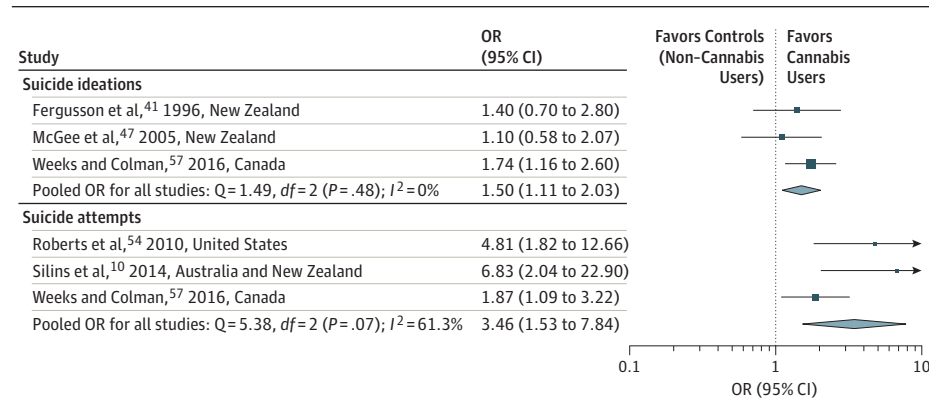 Study
OR
(95% CI)
Favors Controls
(Non-Cannabis
Users)
Favors
Cannabis
Users
Suicide ideations
Fergusson et al,41 1996, New Zealand 1.40 (0.70 to 2.80)
McGee et al,47 2005, New Zealand 1.10 (0.58 to 2.07)
Weeks and Colman,57 2016, Canada 1.74 (1.16 to 2.60)
Pooled OR for all studies: Q = 1.49, df = 2 (P = .48); I2 = 0% 1.50 (1.11 to 2.03)
Suicide attempts
Roberts et al,54 2010, United States 4.81 (1.82 to 12.66)
Silins et al,10 2014, Australia and New Zealand 6.83 (2.04 to 22.90)
Weeks and Colman,57 2016, Canada 1.87 (1.09 to 3.22)
Pooled OR for all studies: Q = 5.38, df = 2 (P = .07); I2 = 61.3% 3.46 (1.53 to 7.84)
0.1 1 10
OR (95% CI)